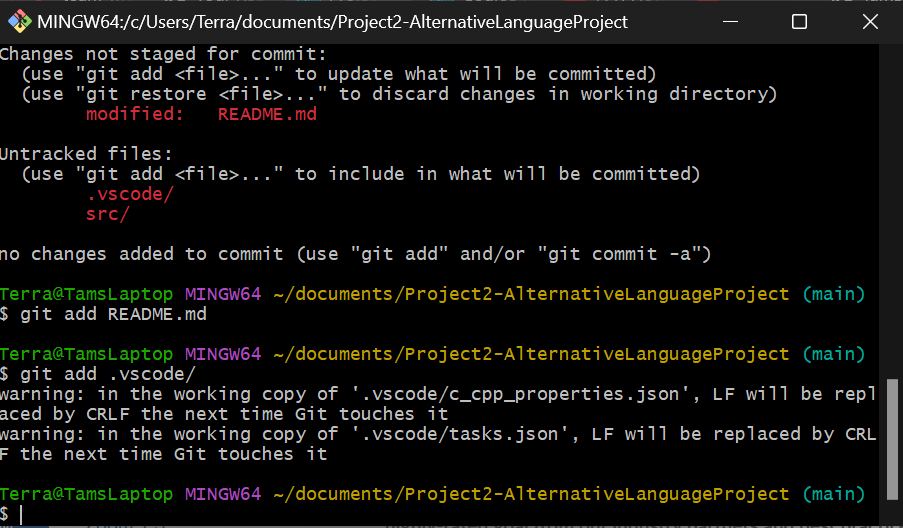 MINGW64:/c/Users/Terra/documents/Project2-AlternativeLanguageProject
Changes not staged for commit:
  (use "git add <file>..." to update what will be committed)
  (use "git restore <file>..." to discard changes in working directory)
        modified:   README.md

Untracked files:
  (use "git add <file>..." to include in what will be committed)
        .vscode/
        src/

no changes added to commit (use "git add" and/or "git commit -a")

Terra@TamsLaptop MINGW64 ~/documents/Project2-AlternativeLanguageProject (main)
$ git add README.md

Terra@TamsLaptop MINGW64 ~/documents/Project2-AlternativeLanguageProject (main)
$ git add .vscode/
warning: in the working copy of '.vscode/c_cpp_properties.json', LF will be repl
aced by CRLF the next time Git touches it
warning: in the working copy of '.vscode/tasks.json', LF will be replaced by CRL
F the next time Git touches it

Terra@TamsLaptop MINGW64 ~/documents/Project2-AlternativeLanguageProject (main)
$